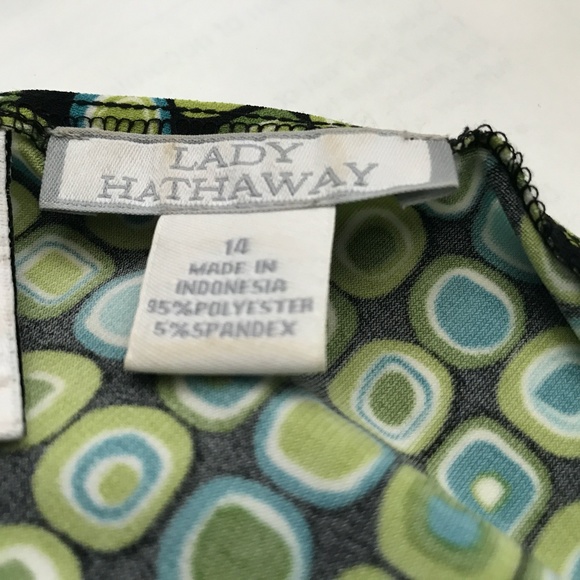 LADY
HATHAWAY
14
MADE IN
INDONESIA
95%POLYESTER
5%SPANDEX